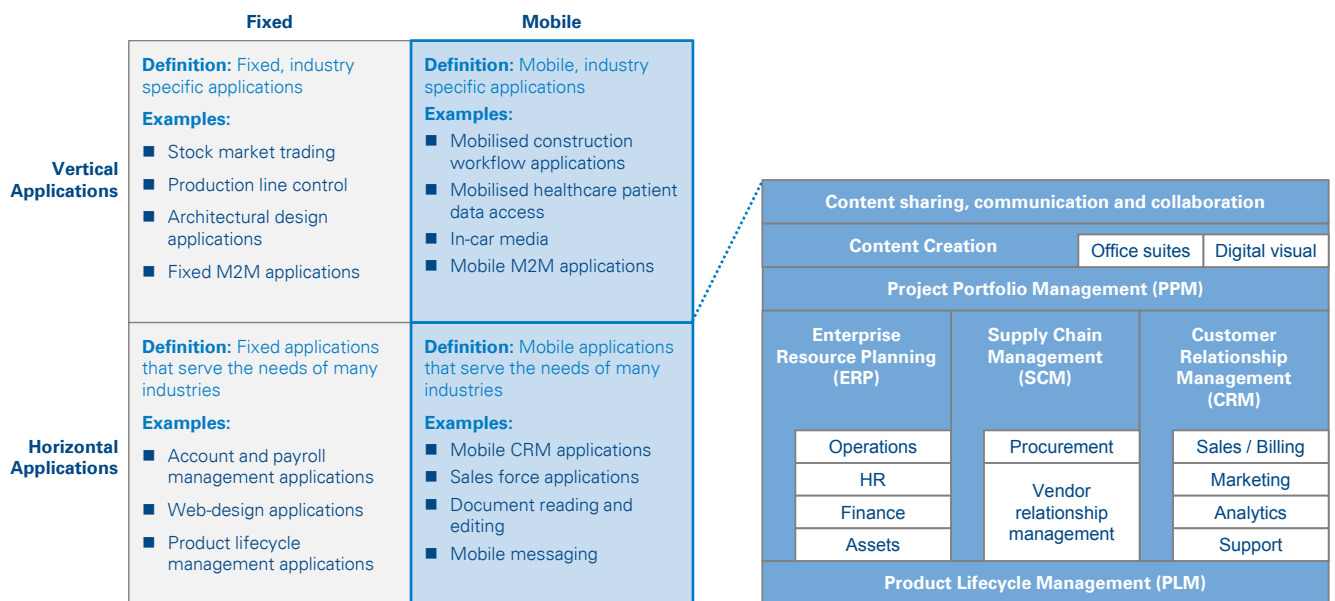 Fixed
Mobile
Vertical
Applications
Definition: Fixed, industry
specific applications
Examples:
■ Stock market trading
■ Production line control
■ Architectural design
applications
■ Fixed M2M applications
Definition: Mobile, industry
specific applications
Examples:
■ Mobilised construction
workflow applications
■ Mobilised healthcare patient
data access
■ In-car media
■ Mobile M2M applications
Horizontal
Applications
Definition: Fixed applications
that serve the needs of many
industries
Examples:
■ Account and payroll
management applications
■ Web-design applications
■ Product lifecycle
management applications
Definition: Mobile applications
that serve the needs of many
industries
Examples:
■ Mobile CRM applications
■ Sales force applications
■ Document reading and
editing
■ Mobile messaging
Content sharing, communication and collaboration
Content Creation
Office suites
Digital visual
Project Portfolio Management (PPM)
Enterprise
Resource Planning
(ERP)
Operations
HR
Finance
Assets
Supply Chain
Management
(SCM)
Procurement
Vendor
relationship
management
Customer
Relationship
Management
(CRM)
Sales / Billing
Marketing
Analytics
Support
Product Lifecycle Management (PLM)